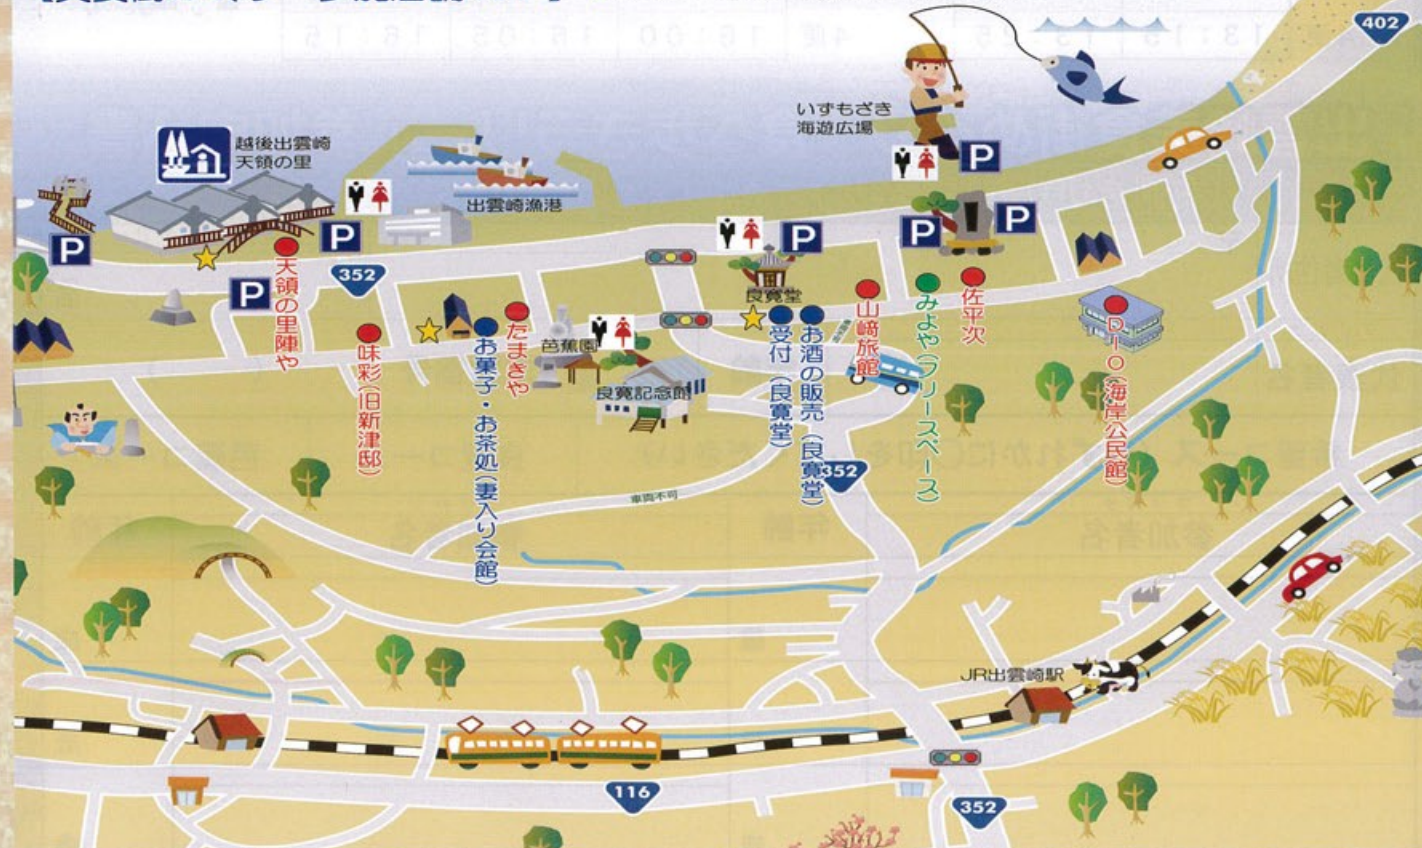 402
いずもざき
海遊広場
越後出雲崎
天領の里
出雲崎漁港
P
P
P
P
P
P
P
352
天領の里陣や
味彩(旧新津邸)
お菓子・お茶処(妻入り会館)
たまきや
芭蕉園
良寛記念館
良寛堂
受付(良寛堂)
お酒の販売(良寛堂)
山﨑旅館
みよや(フリースペース)
佐平次
DーO(海岸公民館)
352
車両不可
JR出雲崎駅
116
352